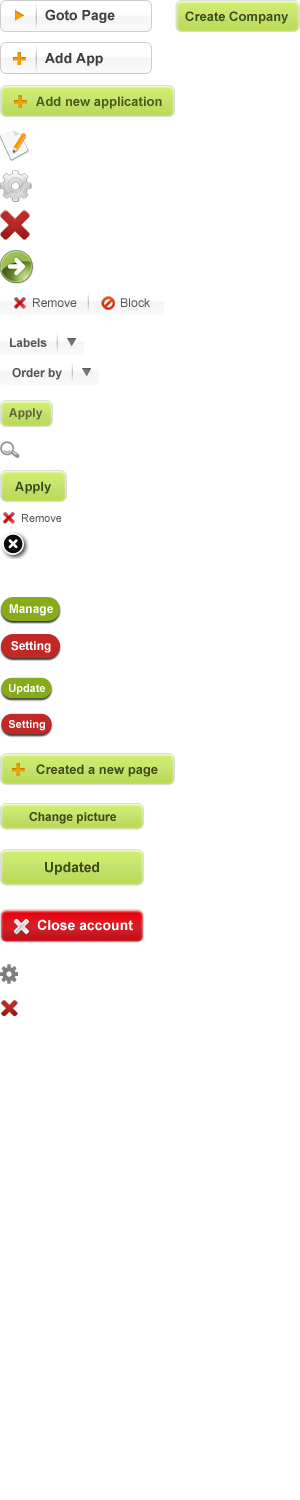 Goto Page
Create Company
Add App
Add new application
Remove
Block
Labels
Order by
Apply
Apply
Remove
Manage
Setting
Update
Setting
Created a new page
Change picture
Updated
Close account